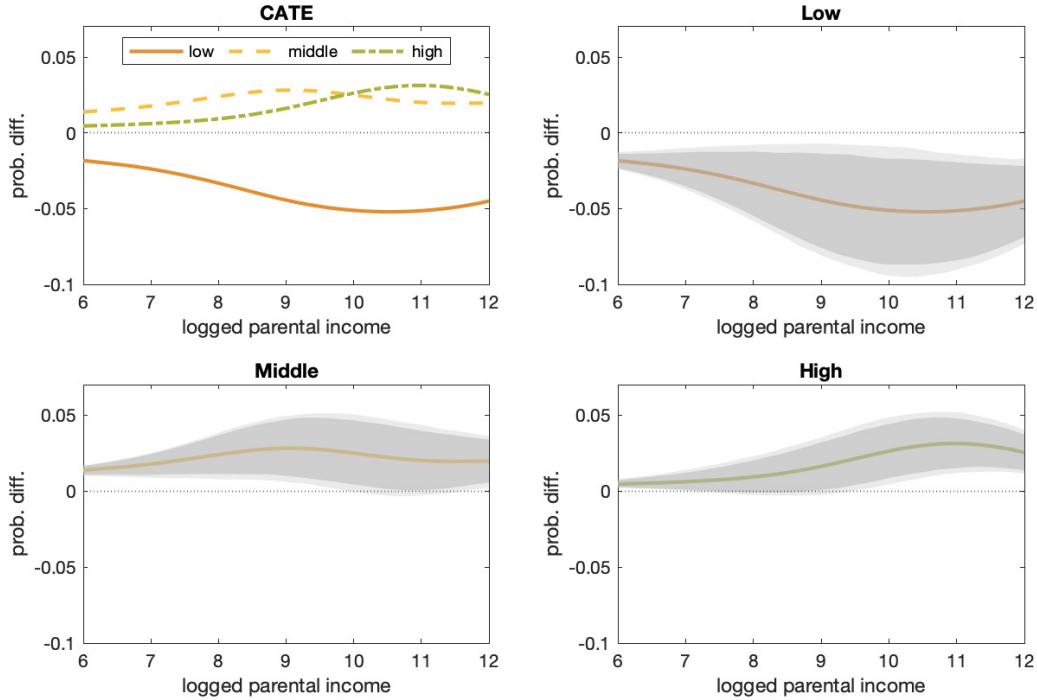 CATE
low middle high
0.05
0
-0.05
-0.1
prob. diff.
6 7 8 9 10 11 12
logged parental income
Low
0.05
0
-0.05
-0.1
prob. diff.
6 7 8 9 10 11 12
logged parental income
Middle
0.05
0
-0.05
-0.1
prob. diff.
6 7 8 9 10 11 12
logged parental income
High
0.05
0
-0.05
-0.1
prob. diff.
6 7 8 9 10 11 12
logged parental income